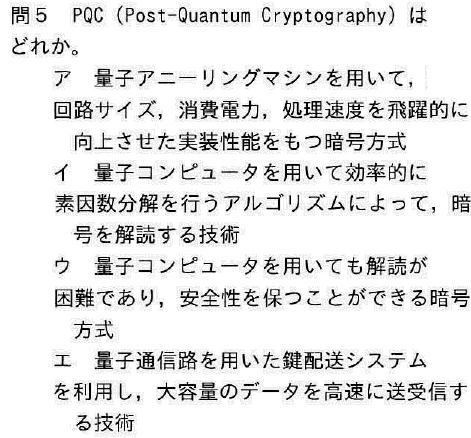 問５　PQC（Post-Quantum Cryptography）は
どれか。
ア　量子アニーリングマシンを用いて，
回路サイズ，消費電力，処理速度を飛躍的に
向上させた実装性能をもつ暗号方式
イ　量子コンピュータを用いて効率的に
素因数分解を行うアルゴリズムによって，暗
号を解読する技術
ウ　量子コンピュータを用いても解読が
困難であり，安全性を保つことができる暗号
方式
エ　量子通信路を用いた鍵配送システム
を利用し，大容量のデータを高速に送受信す
る技術